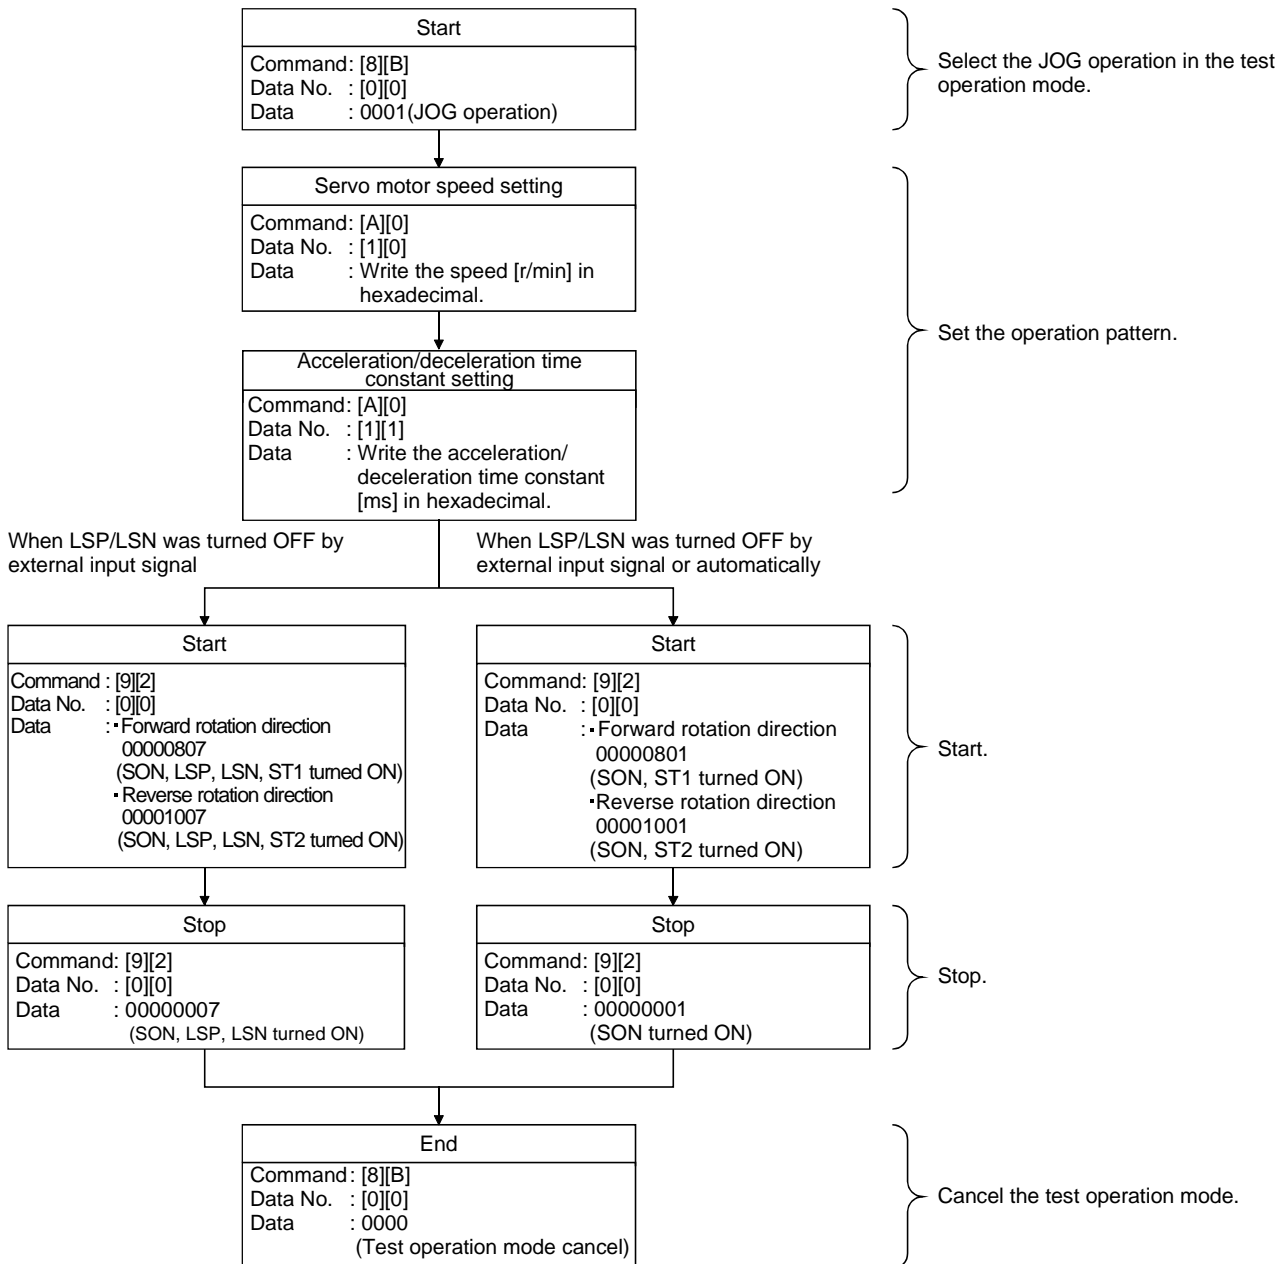 Start
Command: [8][B]
Data No. : [0][0]
Data : 0001(JOG operation)
Select the JOG operation in the test
operation mode.
Servo motor speed setting
Command: [A][0]
Data No. : [1][0]
Data : Write the speed [r/min] in
hexadecimal.
Acceleration/deceleration time
constant setting
Command: [A][0]
Data No. : [1][1]
Data : Write the acceleration/
deceleration time constant
[ms] in hexadecimal.
Set the operation pattern.
When LSP/LSN was turned OFF by
external input signal
When LSP/LSN was turned OFF by
external input signal or automatically
Start
Command : [9][2]
Data No. : [0][0]
Data : ▪Forward rotation direction
00000807
(SON, LSP, LSN, ST1 turned ON)
▪Reverse rotation direction
00001007
(SON, LSP, LSN, ST2 turned ON)
Start
Command: [9][2]
Data No. : [0][0]
Data : ▪Forward rotation direction
00000801
(SON, ST1 turned ON)
▪Reverse rotation direction
00001001
(SON, ST2 turned ON)
Start.
Stop
Command: [9][2]
Data No. : [0][0]
Data : 00000007
(SON, LSP, LSN turned ON)
Stop
Command: [9][2]
Data No. : [0][0]
Data : 00000001
(SON turned ON)
Stop.
End
Command: [8][B]
Data No. : [0][0]
Data : 0000
(Test operation mode cancel)
Cancel the test operation mode.